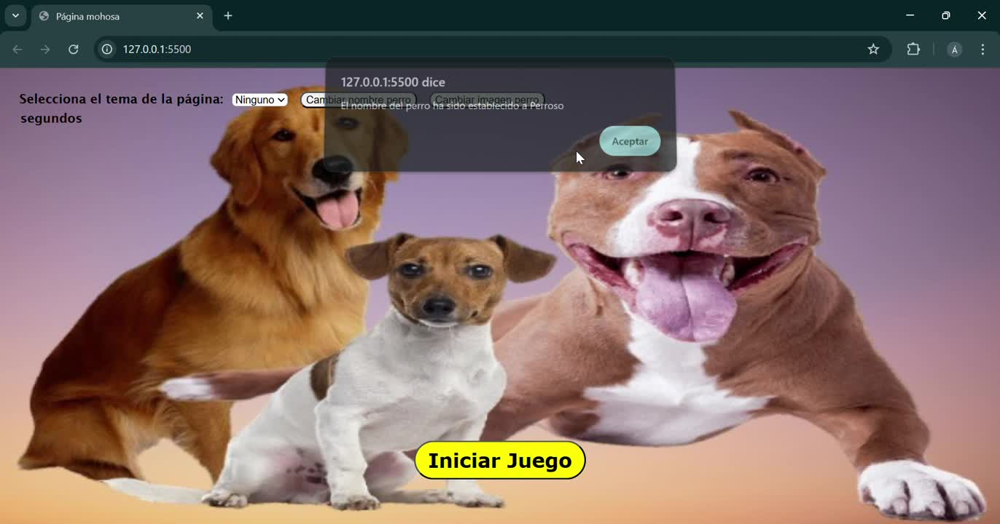 Página mohosa
127.0.0.1:5500
Á
127.0.0.1:5500 dice
Selecciona el tema de la página: Ninguno Cambiar nombre perro Cambiar imagen perro
El nombre del perro ha sido establecido a Perroso
segundos
Aceptar
Iniciar Juego